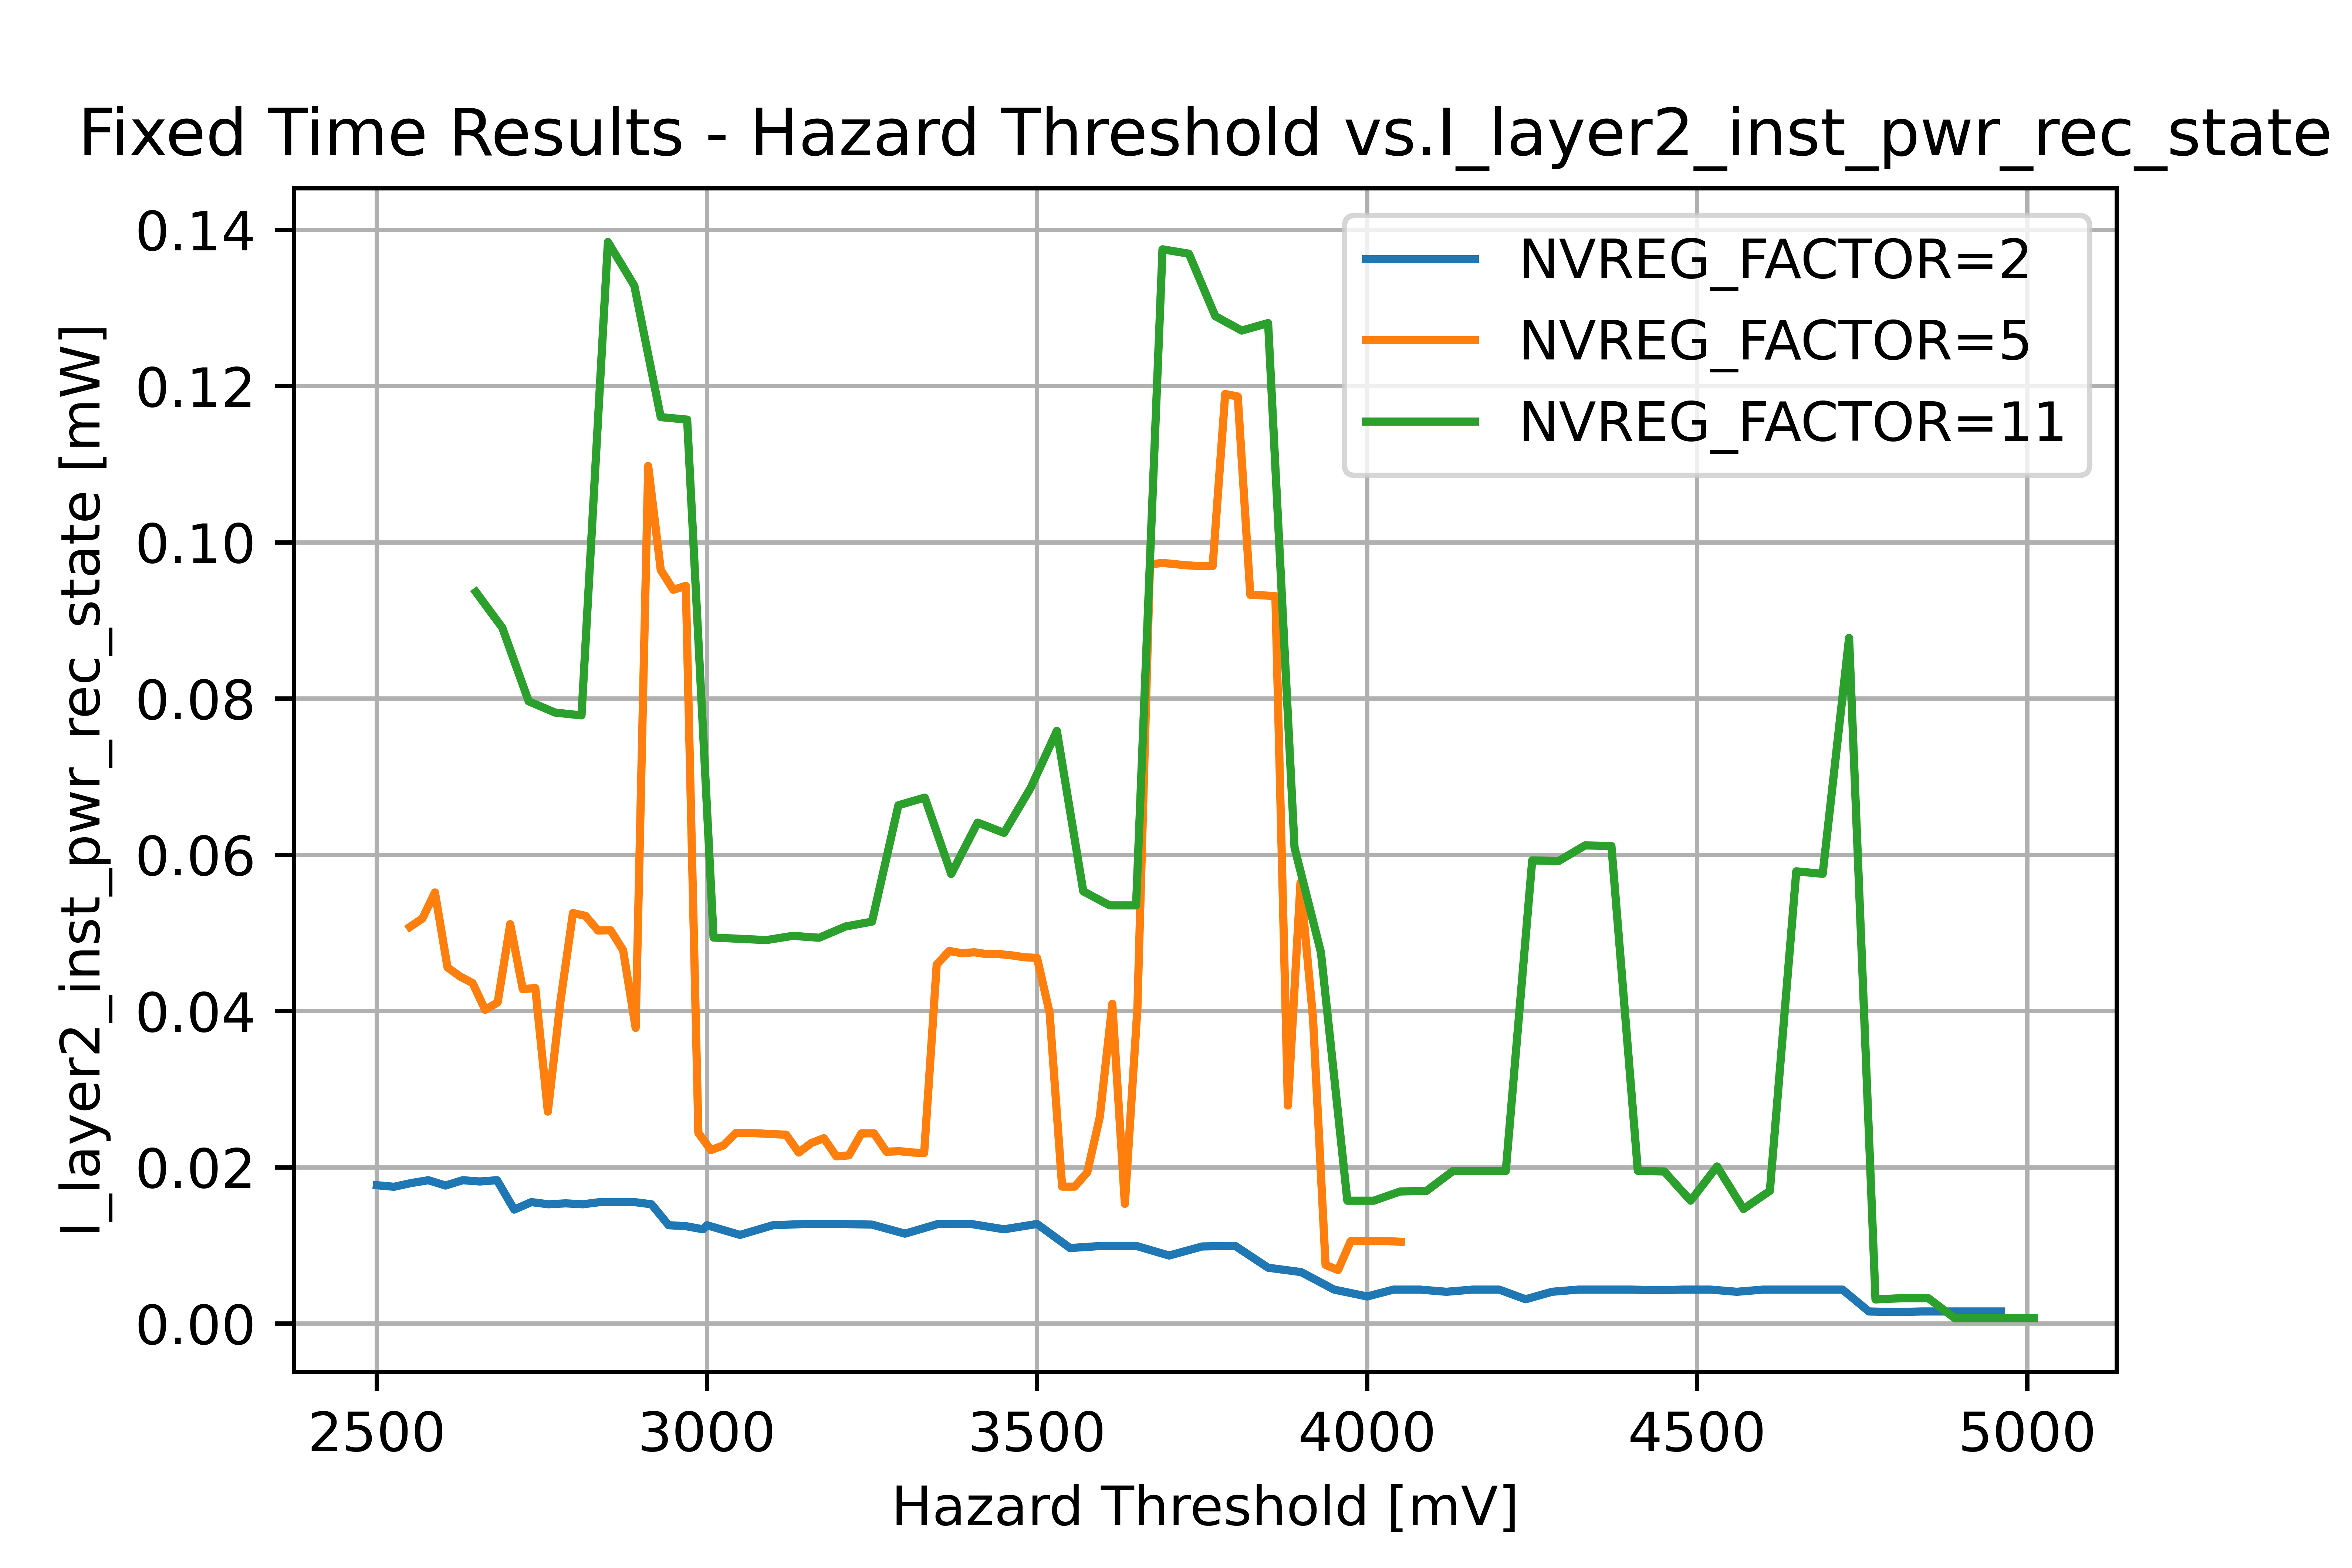 Fixed Time Results - Hazard Threshold vs.I_layer2_inst_pwr_rec_state
I_layer2_inst_pwr_rec_state [mW]
0.14
0.12
0.10
0.08
0.06
0.04
0.02
0.00
NVREG_FACTOR=2
NVREG_FACTOR=5
NVREG_FACTOR=11
2500 3000 3500 4000 4500 5000
Hazard Threshold [mV]